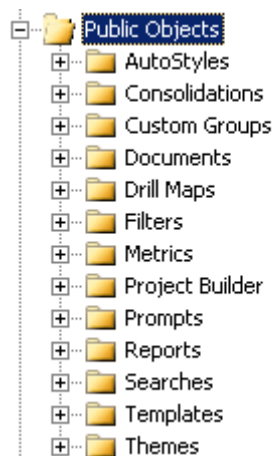 Public Objects
AutoStyles
Consolidations
Custom Groups
Documents
Drill Maps
Filters
Metrics
Project Builder
Prompts
Reports
Searches
Templates
Themes